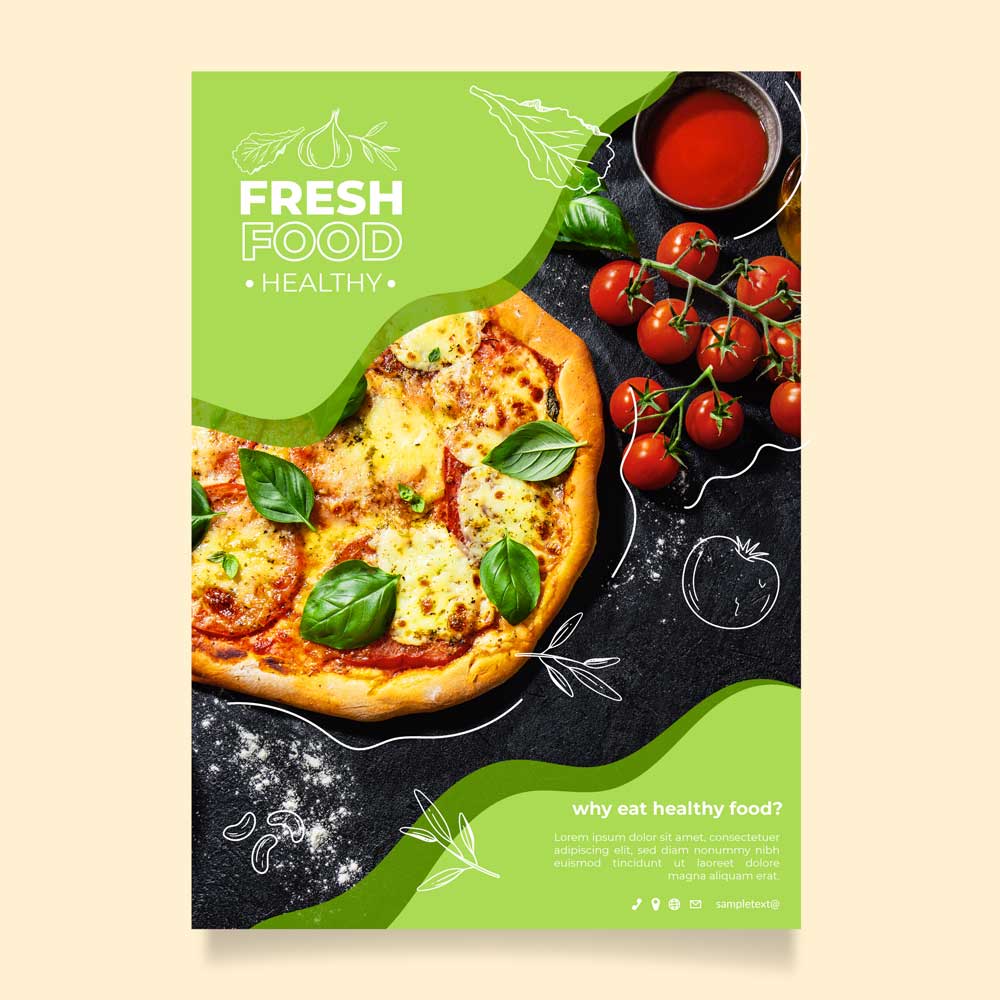 FRESH
FOOD
• HEALTHY •
why eat healthy food?
Lorem ipsum dolor sit amet, consectetuer
adipiscing elit, sed diam nonummy nibh
euismod tincidunt ut laoreet dolore
magna aliquam erat.
sampletext@